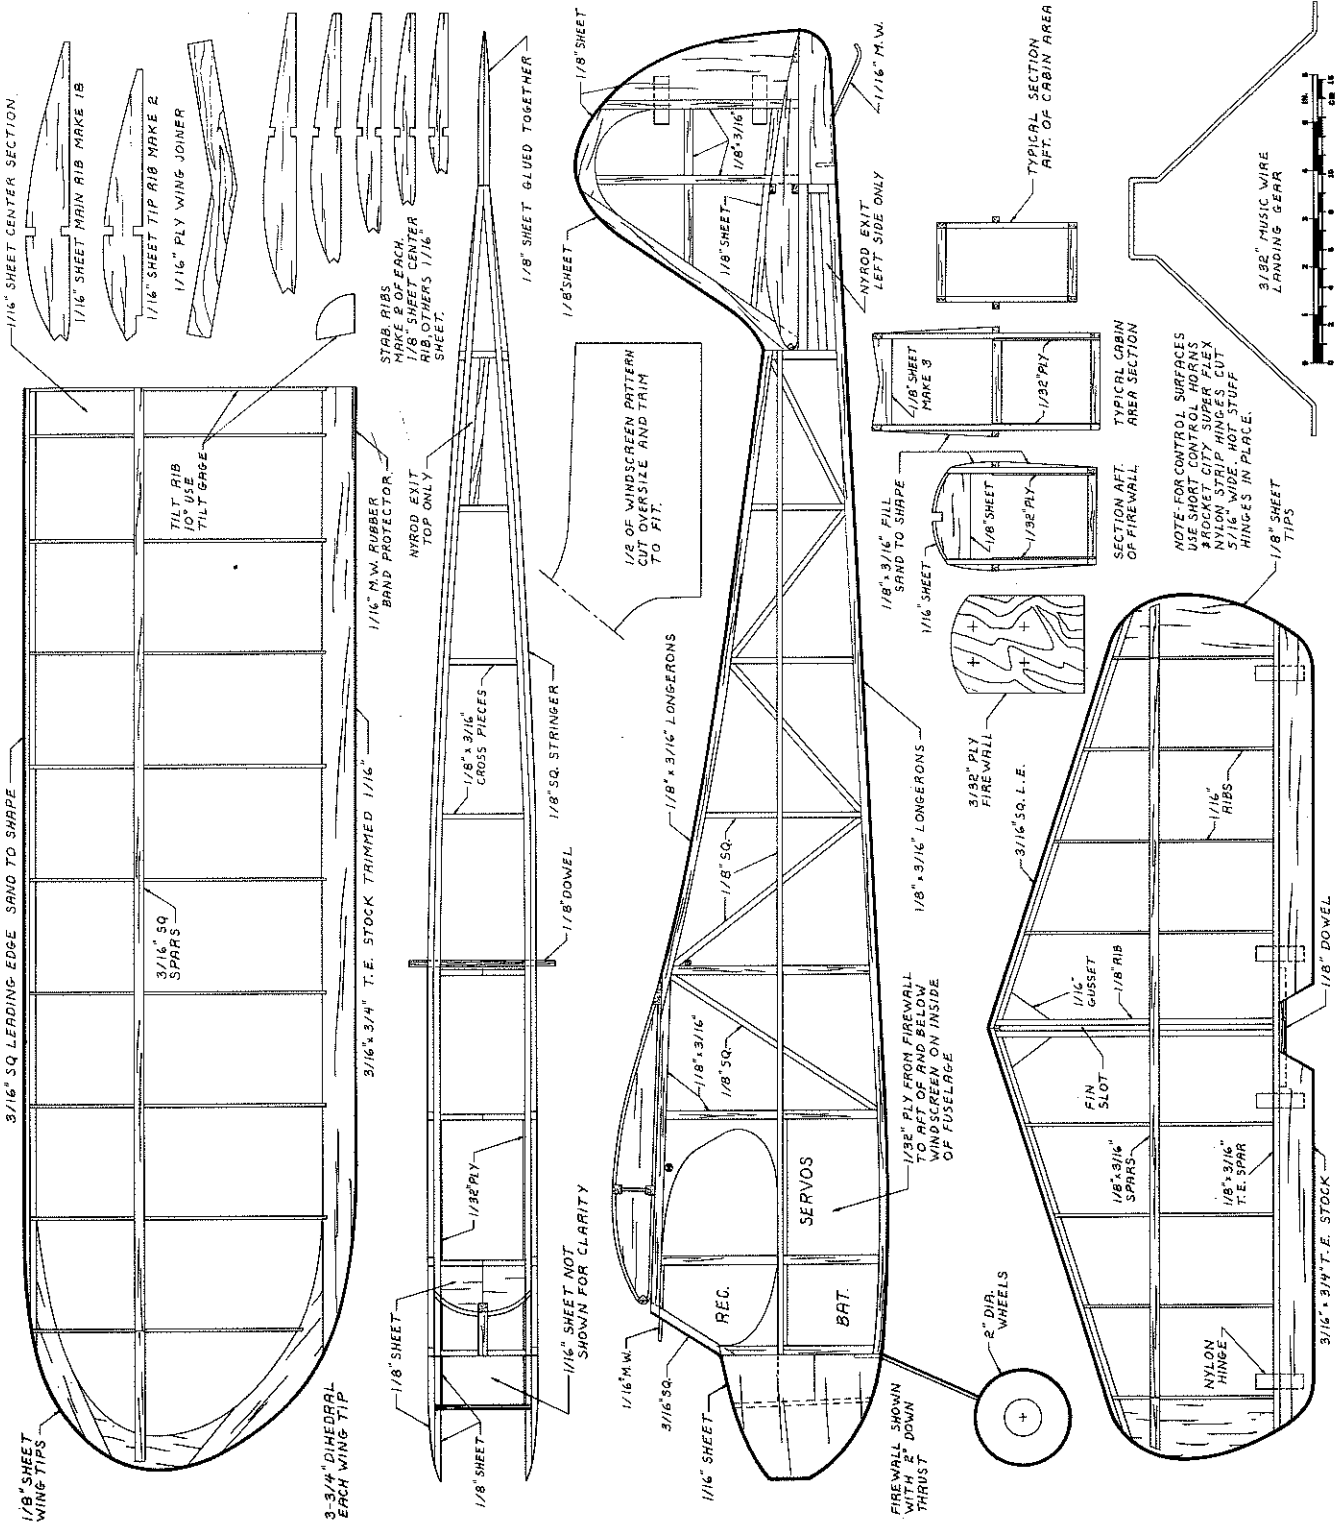 3/16" SQ LEADING EDGE SAND TO SHAPE
1/16" SHEET CENTER SECTION
1/16" SHEET MAIN RIB MAKE 18
1/16" SHEET TIP RIB MAKE 2
1/16" PLY WING JOINER
1/8" SHEET
WING TIPS
3-3/4" DIHEDRAL
EACH WING TIP
3/16" SQ
SPARS
3/16" x 3/4" T.E. STOCK TRIMMED 1/16"
TILT RIB
10° USE
TILT GAGE
1/16" M.W. RUBBER
BAND PROTECTOR
STAB. RIBS
MAKE 2 OF EACH.
1/8" SHEET CENTER
RIB, OTHERS 1/16"
SHEET.
NYROD EXIT
TOP ONLY
1/8" SHEET GLUED TOGETHER
1/8" SHEET
1/8" SHEET
1/32" PLY
1/16" SHEET NOT
SHOWN FOR CLARITY
1/8" DOWEL
1/8" x 3/16"
CROSS PIECES
1/8" SQ. STRINGER
1/2 OF WINDSCREEN PATTERN
CUT OVERSIZE AND TRIM
TO FIT.
1/8" SHEET
1/8" SHEET
1/8" x 3/16"
1/8" SHEET
1/16" M.W.
NYROD EXIT
LEFT SIDE ONLY
1/16" M.W.
3/16" SQ.
1/16" SHEET
REC.
BAT.
SERVOS
1/8" x 3/16"
1/8" SQ.
1/8" SQ.
1/8" x 3/16" LONGERONS
1/8" x 3/16" LONGERONS
1/32" PLY FROM FIREWALL
TO AFT OF AND BELOW
WINDSCREEN ON INSIDE
OF FUSELAGE
FIREWALL SHOWN
WITH 2° DOWN
THRUST
2" DIA.
WHEELS
3/32" PLY
FIREWALL
1/16" SHEET
1/8" x 3/16" FILL
SAND TO SHAPE
1/8" SHEET
1/32" PLY
SECTION AFT.
OF FIREWALL
1/8" SHEET
MAKE 3
1/32" PLY
TYPICAL CABIN
AREA SECTION
TYPICAL SECTION
AFT. OF CABIN AREA
3/32" MUSIC WIRE
LANDING GEAR
NOTE-FOR CONTROL SURFACES
USE SHORT CONTROL HORNS
& ROCKET CITY SUPER FLEX
NYLON STRIP HINGES CUT
5/16" WIDE. HOT STUFF
HINGES IN PLACE.
1/8" SHEET
TIPS
3/16" SQ. L.E.
1/16"
RIBS
1/16"
GUSSET
1/8" RIB
FIN
SLOT
1/8" x 3/16"
SPARS
1/8" x 3/16"
T.E. SPAR
NYLON
HINGE
1/8" DOWEL
3/16" x 3/4" T.E. STOCK